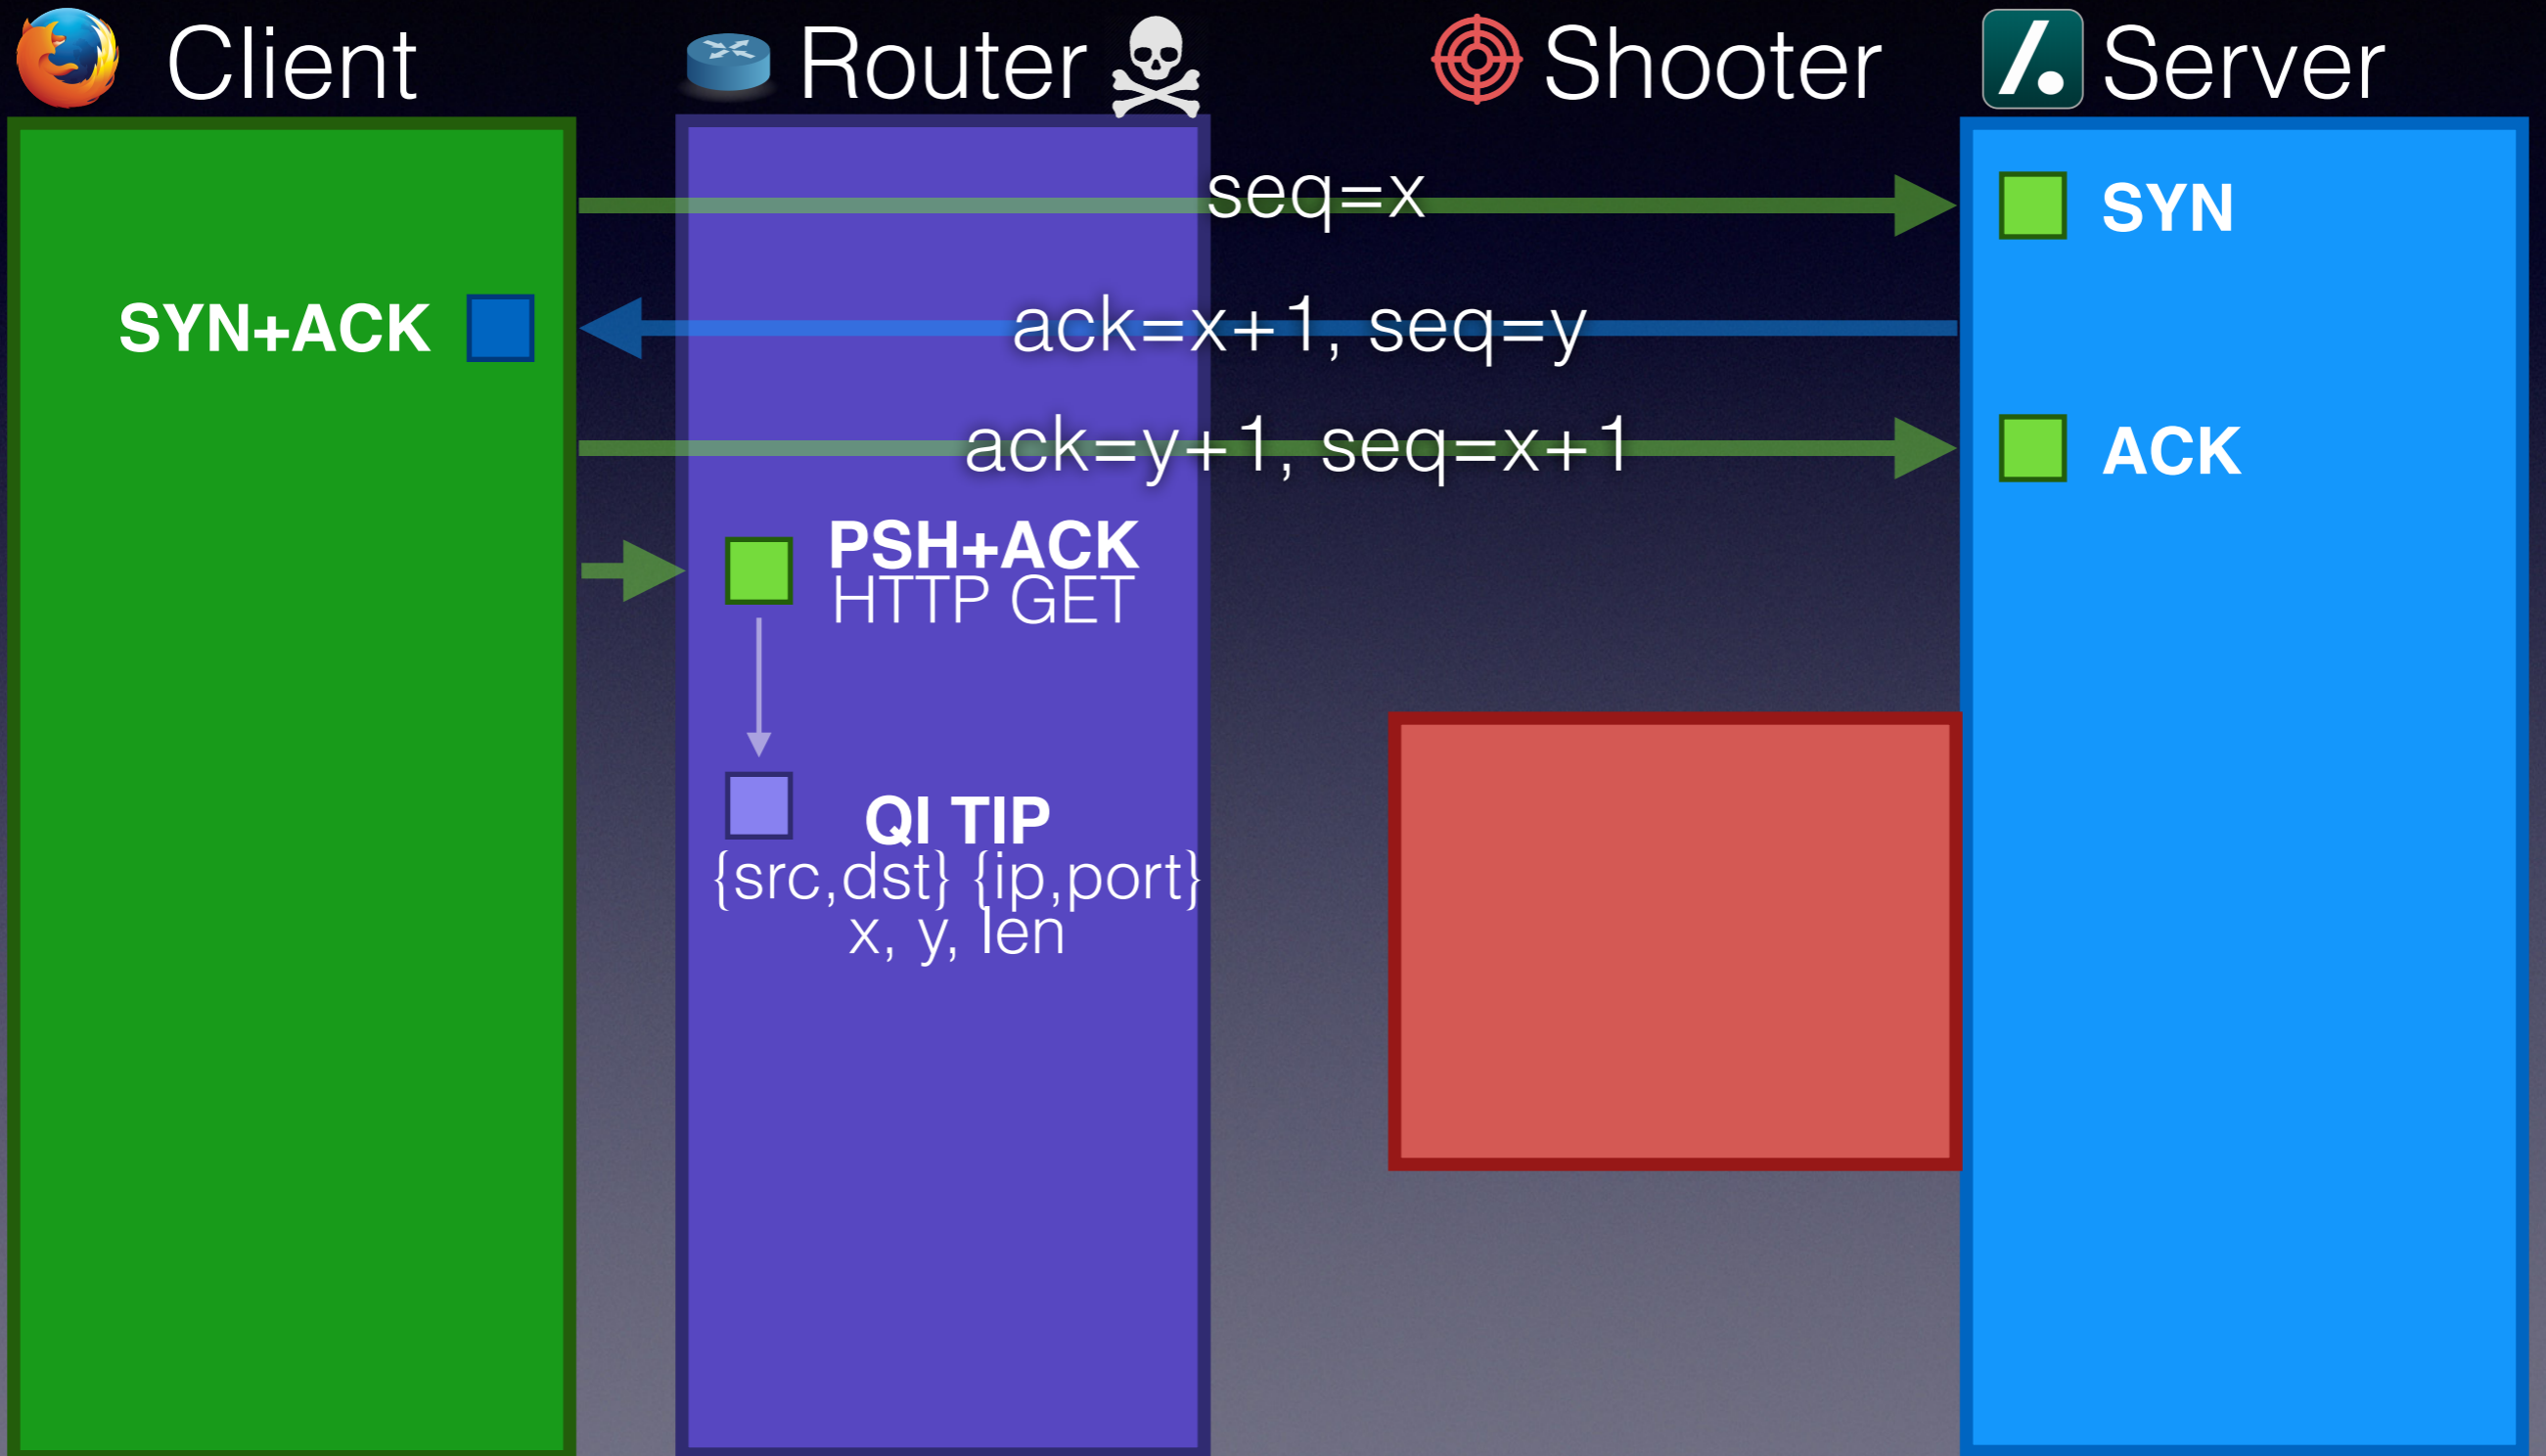 Client
Router
Shooter
Server
seq=x
SYN
SYN+ACK
ack=x+1, seq=y
ack=y+1, seq=x+1
ACK
PSH+ACK
HTTP GET
QI TIP
{src,dst} {ip,port}
x, y, len